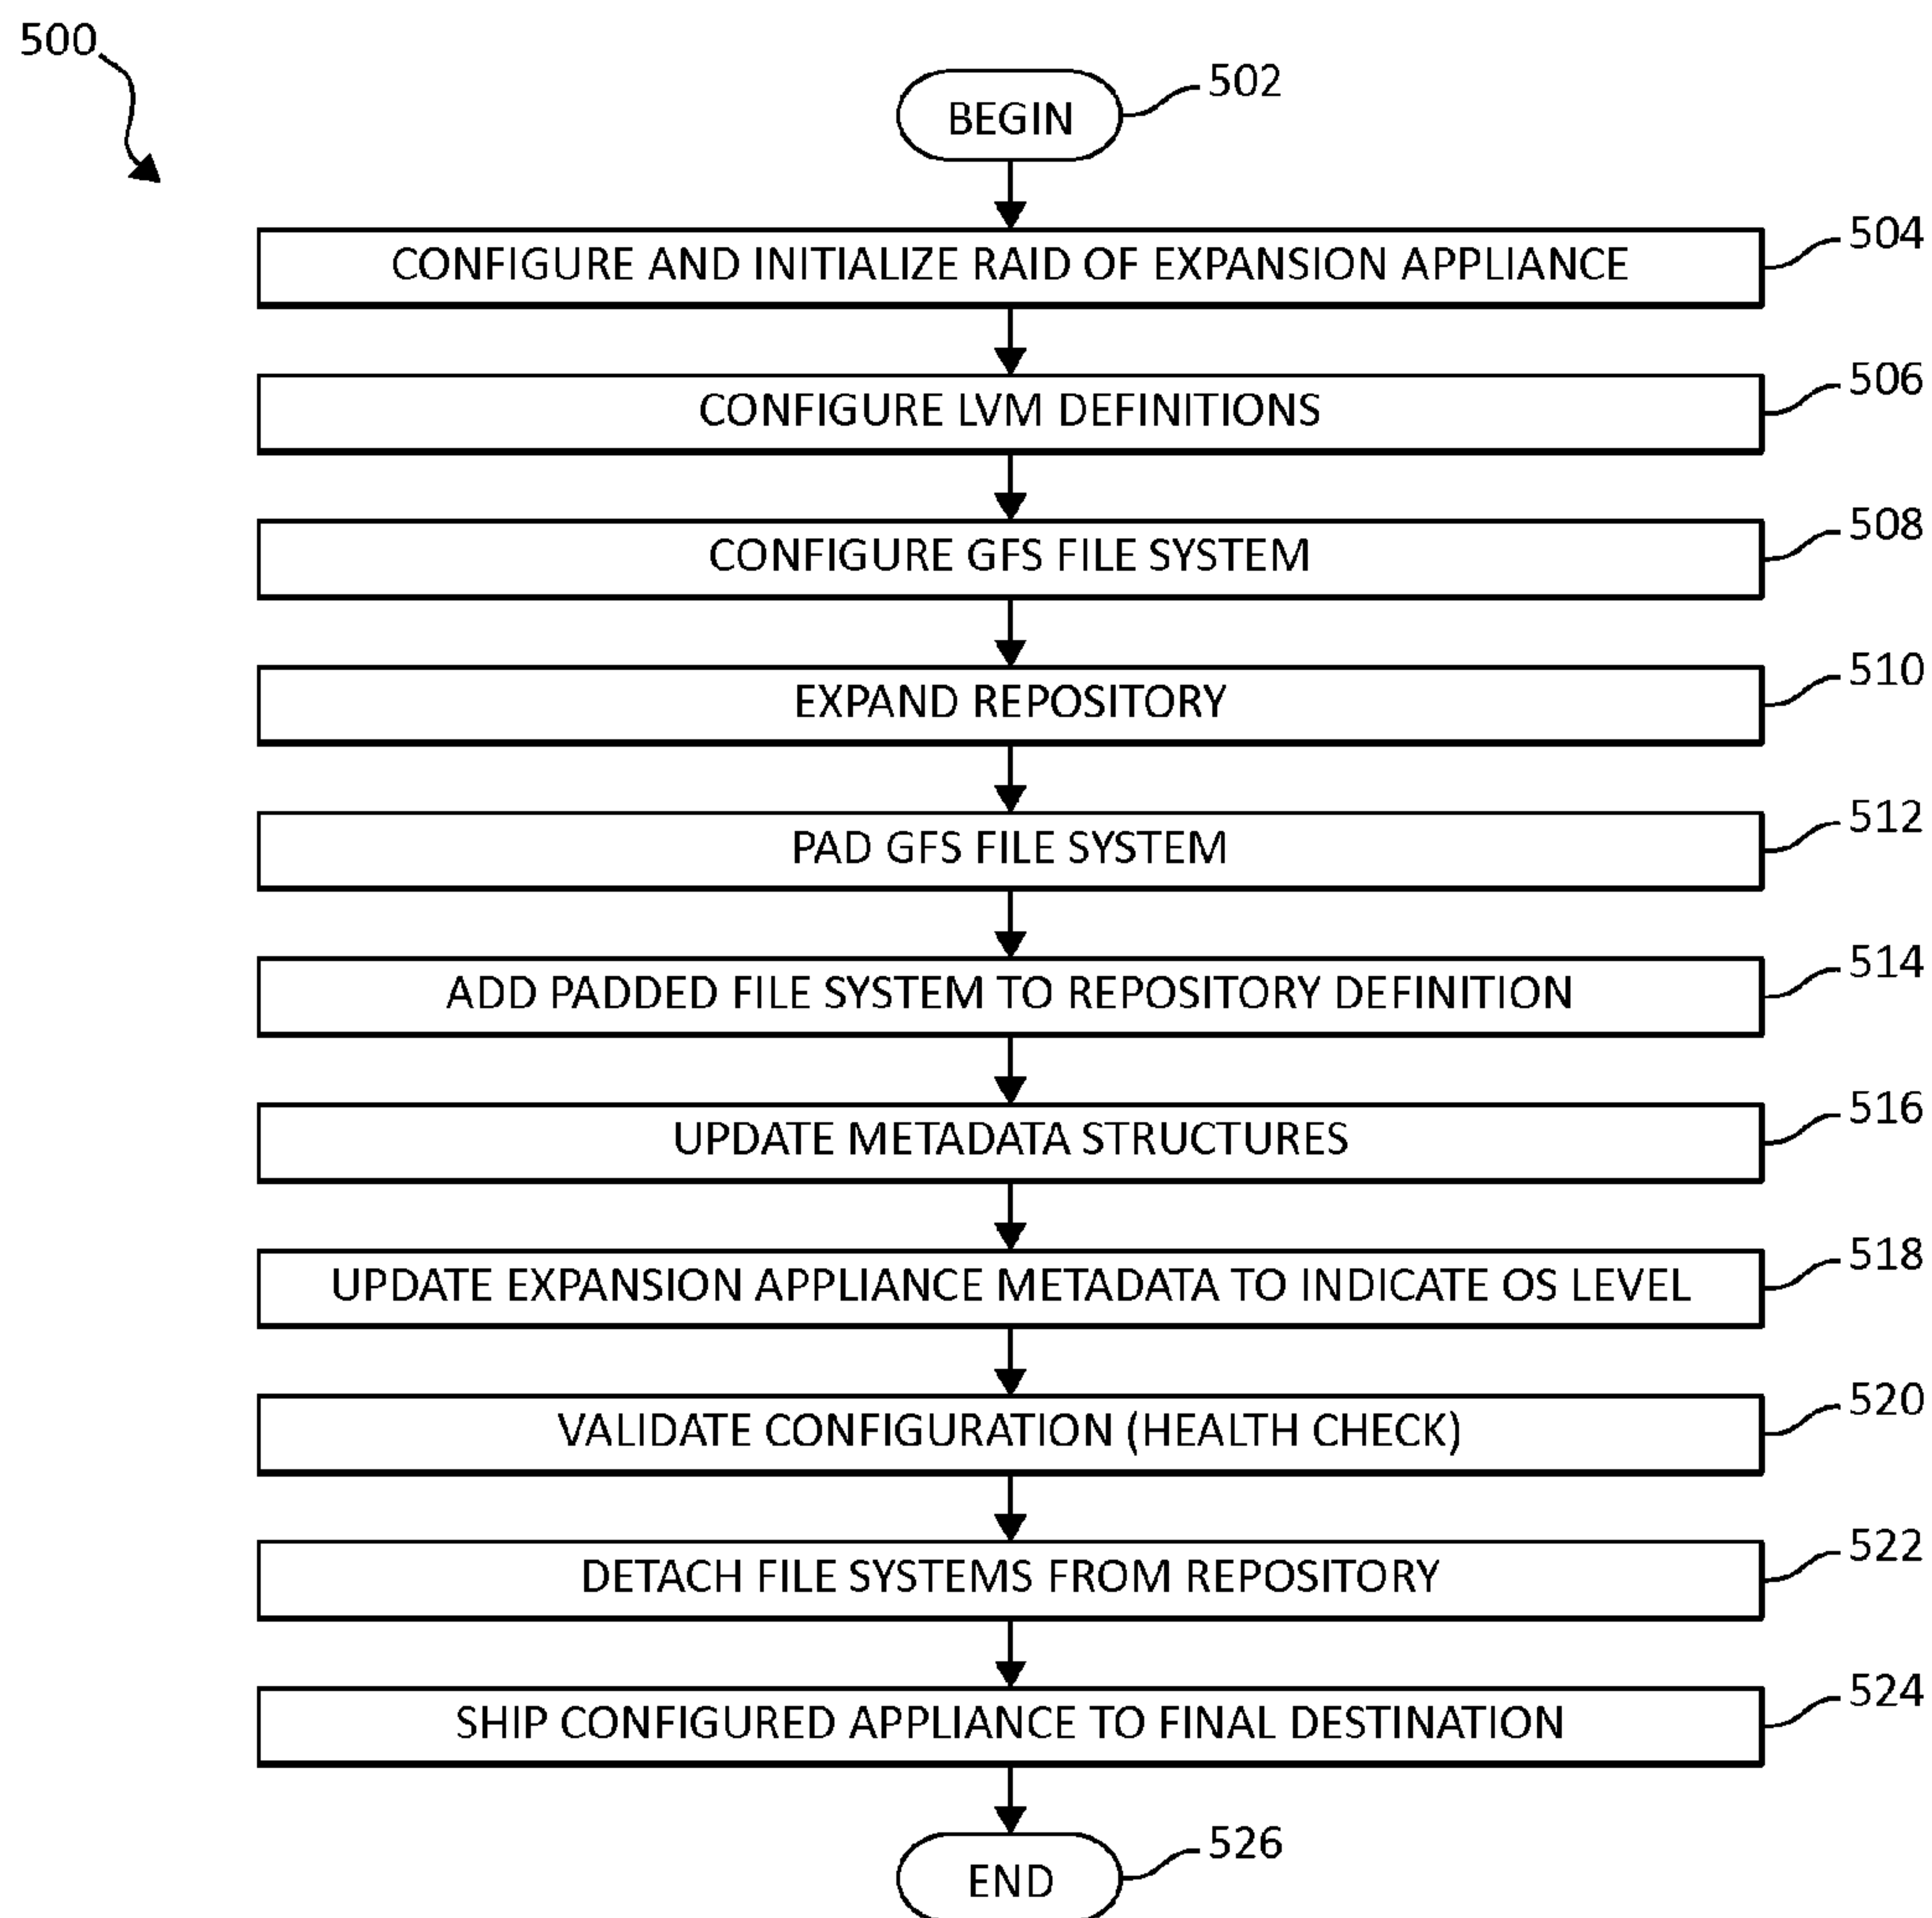 500
BEGIN
502
CONFIGURE AND INITIALIZE RAID OF EXPANSION APPLIANCE
504
CONFIGURE LVM DEFINITIONS
506
CONFIGURE GFS FILE SYSTEM
508
EXPAND REPOSITORY
510
PAD GFS FILE SYSTEM
512
ADD PADDED FILE SYSTEM TO REPOSITORY DEFINITION
514
UPDATE METADATA STRUCTURES
516
UPDATE EXPANSION APPLIANCE METADATA TO INDICATE OS LEVEL
518
VALIDATE CONFIGURATION (HEALTH CHECK)
520
DETACH FILE SYSTEMS FROM REPOSITORY
522
SHIP CONFIGURED APPLIANCE TO FINAL DESTINATION
524
END
526